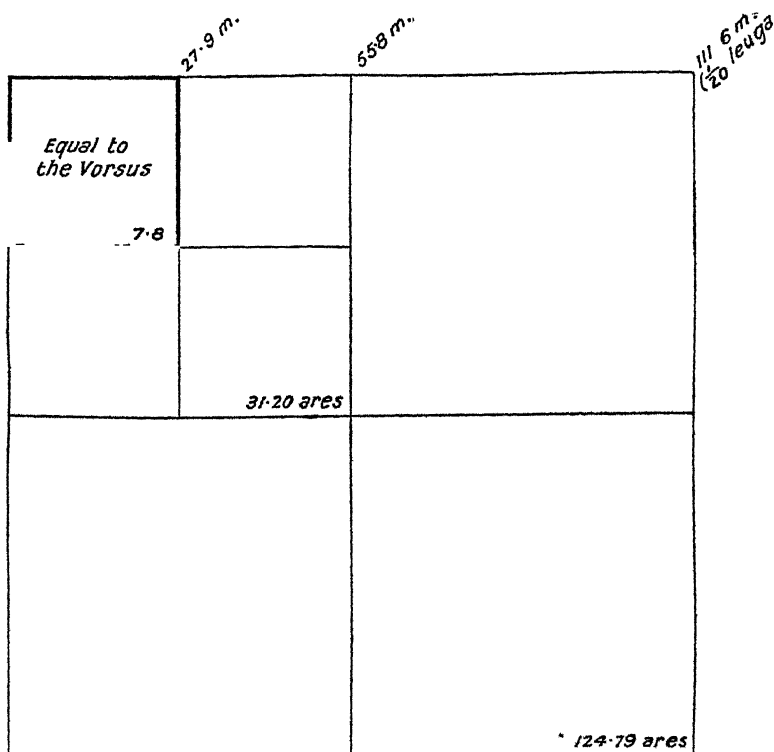 27·9 m.
55·8 m.
111 6 m.
(1/20 leuga
Equal to
the Vorsus
7·8
31·20 ares
124·79 ares